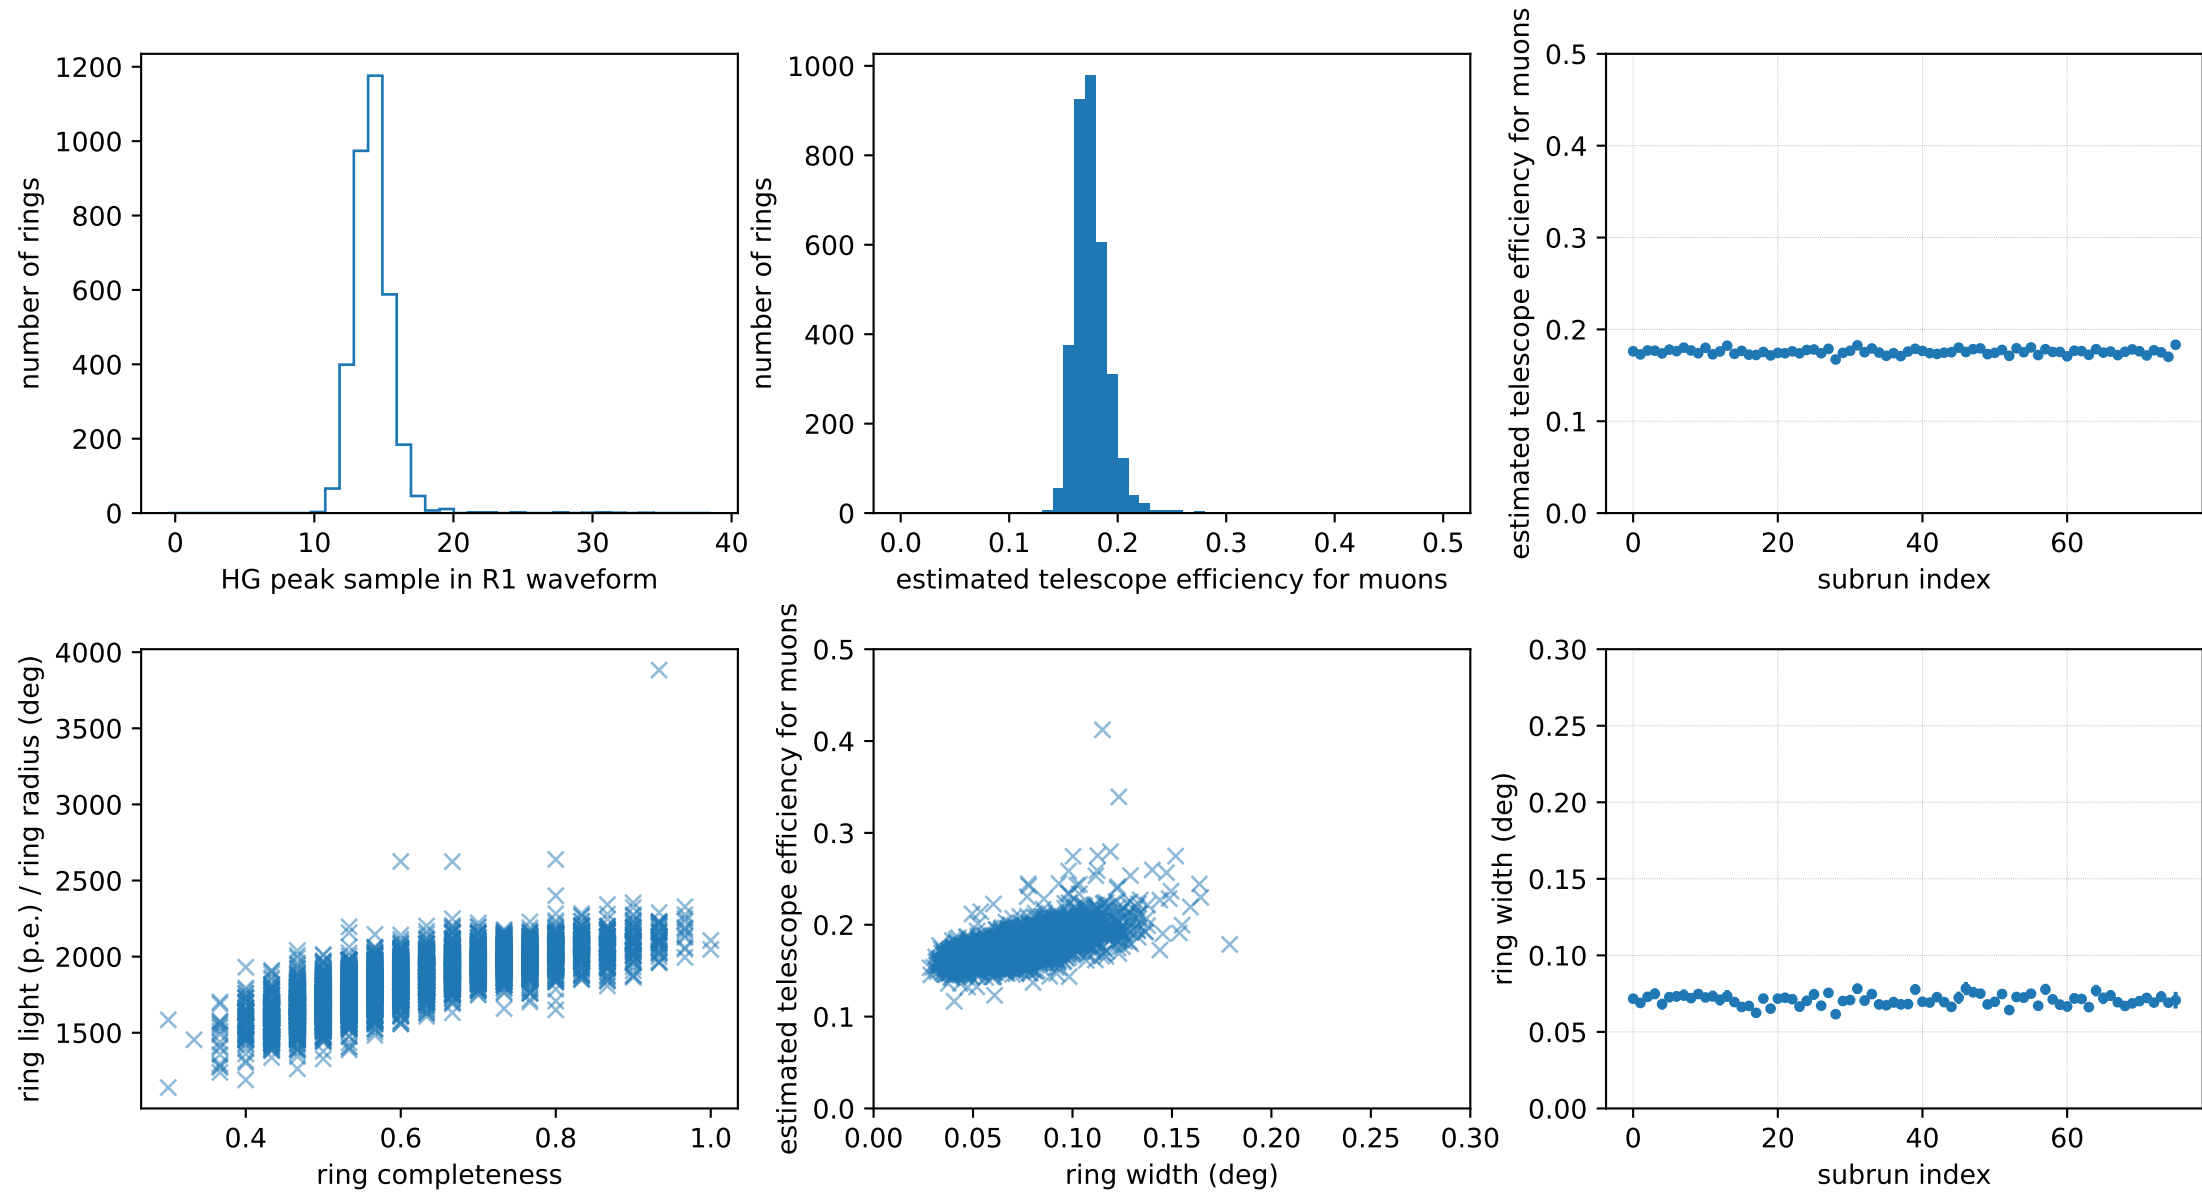 number of rings
1200
1000
800
600
400
200
0
0 10 20 30 40
HG peak sample in R1 waveform
number of rings
1000
800
600
400
200
0
0.0 0.1 0.2 0.3 0.4 0.5
estimated telescope efficiency for muons
estimated telescope efficiency for muons
0.5
0.4
0.3
0.2
0.1
0.0
0 20 40 60
subrun index
ring light (p.e.) / ring radius (deg)
4000
3500
3000
2500
2000
1500
0.4 0.6 0.8 1.0
ring completeness
estimated telescope efficiency for muons
0.5
0.4
0.3
0.2
0.1
0.0
0.00 0.05 0.10 0.15 0.20 0.25 0.30
ring width (deg)
ring width (deg)
0.30
0.25
0.20
0.15
0.10
0.05
0.00
0 20 40 60
subrun index